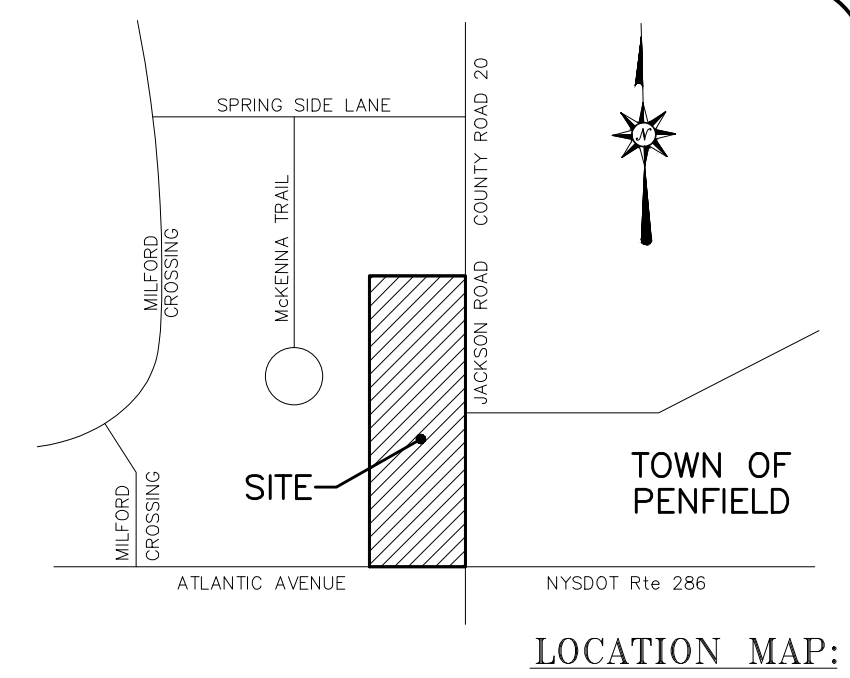 SPRING SIDE LANE
COUNTY ROAD 20
N
McKENNA TRAIL
MILFORD
CROSSING
JACKSON ROAD
SITE
TOWN OF
PENFIELD
MILFORD
CROSSING
ATLANTIC AVENUE
NYSDOT Rte 286
LOCATION MAP: